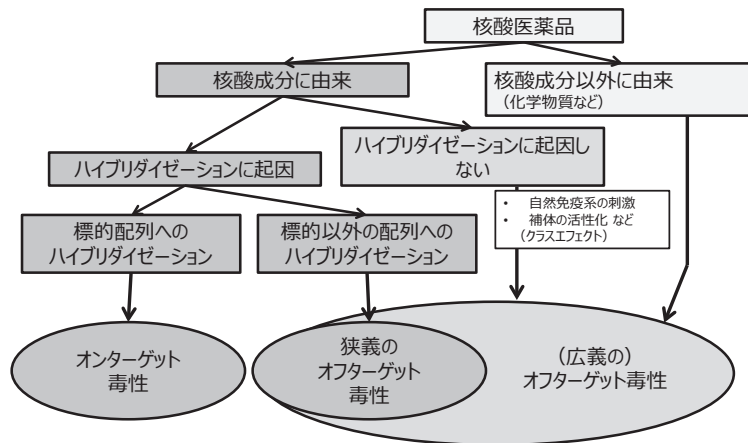 核酸医薬品
核酸成分に由来
核酸成分以外に由来
（化学物質など）
ハイブリダイゼーションに起因
ハイブリダイゼーションに起因し
ない
• 自然免疫系の刺激
• 補体の活性化 など
（クラスエフェクト）
標的配列への
ハイブリダイゼーション
標的以外の配列への
ハイブリダイゼーション
オンターゲット
毒性
狭義の
オフターゲット
毒性
（広義の）
オフターゲット毒性